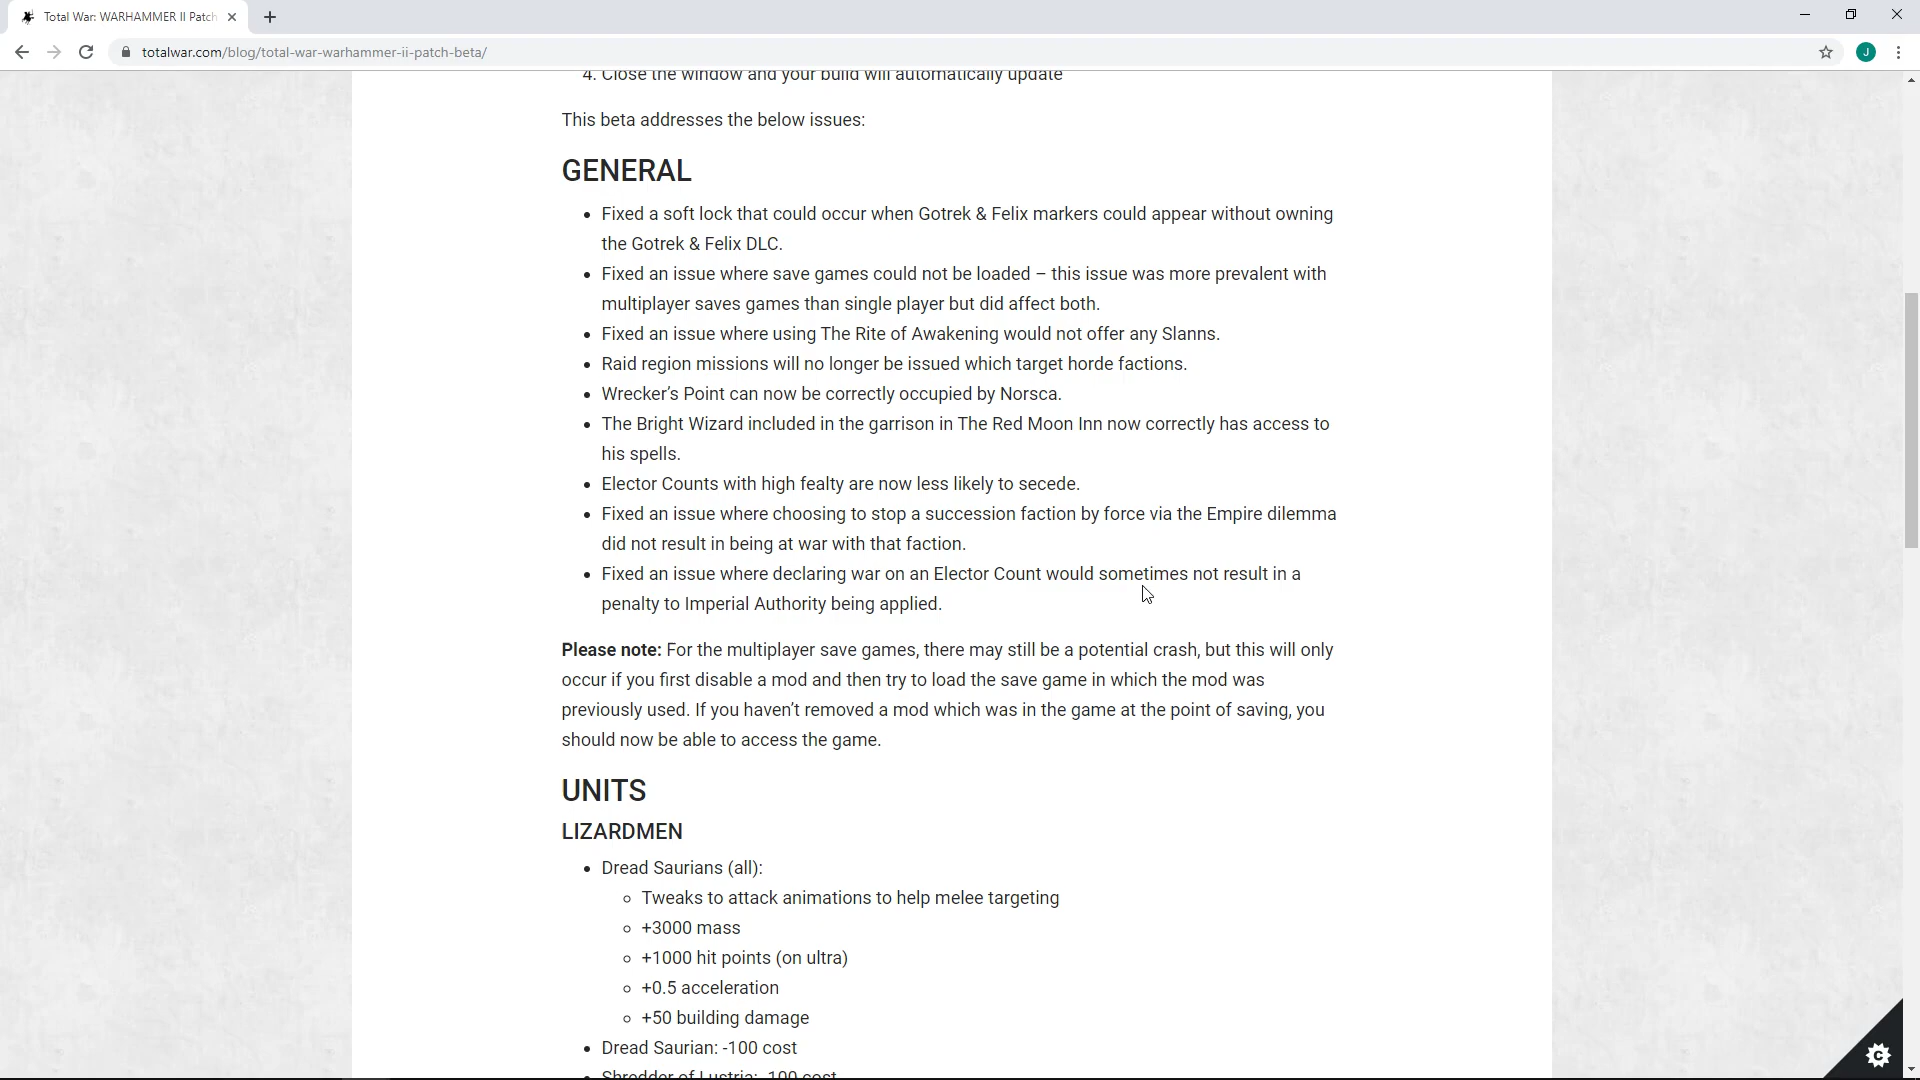 Total War: WARHAMMER II Patch
totalwar.com/blog/total-war-warhammer-ii-patch-beta/
J
4. Close the window and your build will automatically update
This beta addresses the below issues:
GENERAL
• Fixed a soft lock that could occur when Gotrek & Felix markers could appear without owning
the Gotrek & Felix DLC.
• Fixed an issue where save games could not be loaded – this issue was more prevalent with
multiplayer saves games than single player but did affect both.
• Fixed an issue where using The Rite of Awakening would not offer any Slanns.
• Raid region missions will no longer be issued which target horde factions.
• Wrecker’s Point can now be correctly occupied by Norsca.
• The Bright Wizard included in the garrison in The Red Moon Inn now correctly has access to
his spells.
• Elector Counts with high fealty are now less likely to secede.
• Fixed an issue where choosing to stop a succession faction by force via the Empire dilemma
did not result in being at war with that faction.
• Fixed an issue where declaring war on an Elector Count would sometimes not result in a
penalty to Imperial Authority being applied.
Please note: For the multiplayer save games, there may still be a potential crash, but this will only
occur if you first disable a mod and then try to load the save game in which the mod was
previously used. If you haven’t removed a mod which was in the game at the point of saving, you
should now be able to access the game.
UNITS
LIZARDMEN
• Dread Saurians (all):
◦ Tweaks to attack animations to help melee targeting
◦ +3000 mass
◦ +1000 hit points (on ultra)
◦ +0.5 acceleration
◦ +50 building damage
• Dread Saurian: -100 cost
• Shredder of Lustria: -100 cost
C